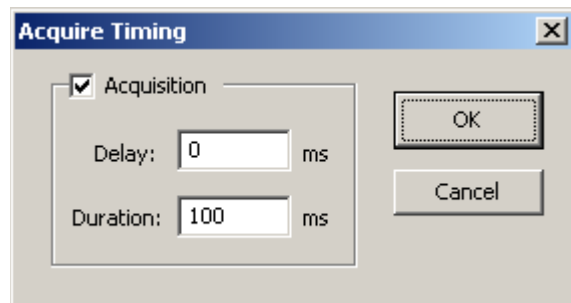 Acquire Timing
Acquisition
Delay: 0 ms
Duration: 100 ms
OK
Cancel